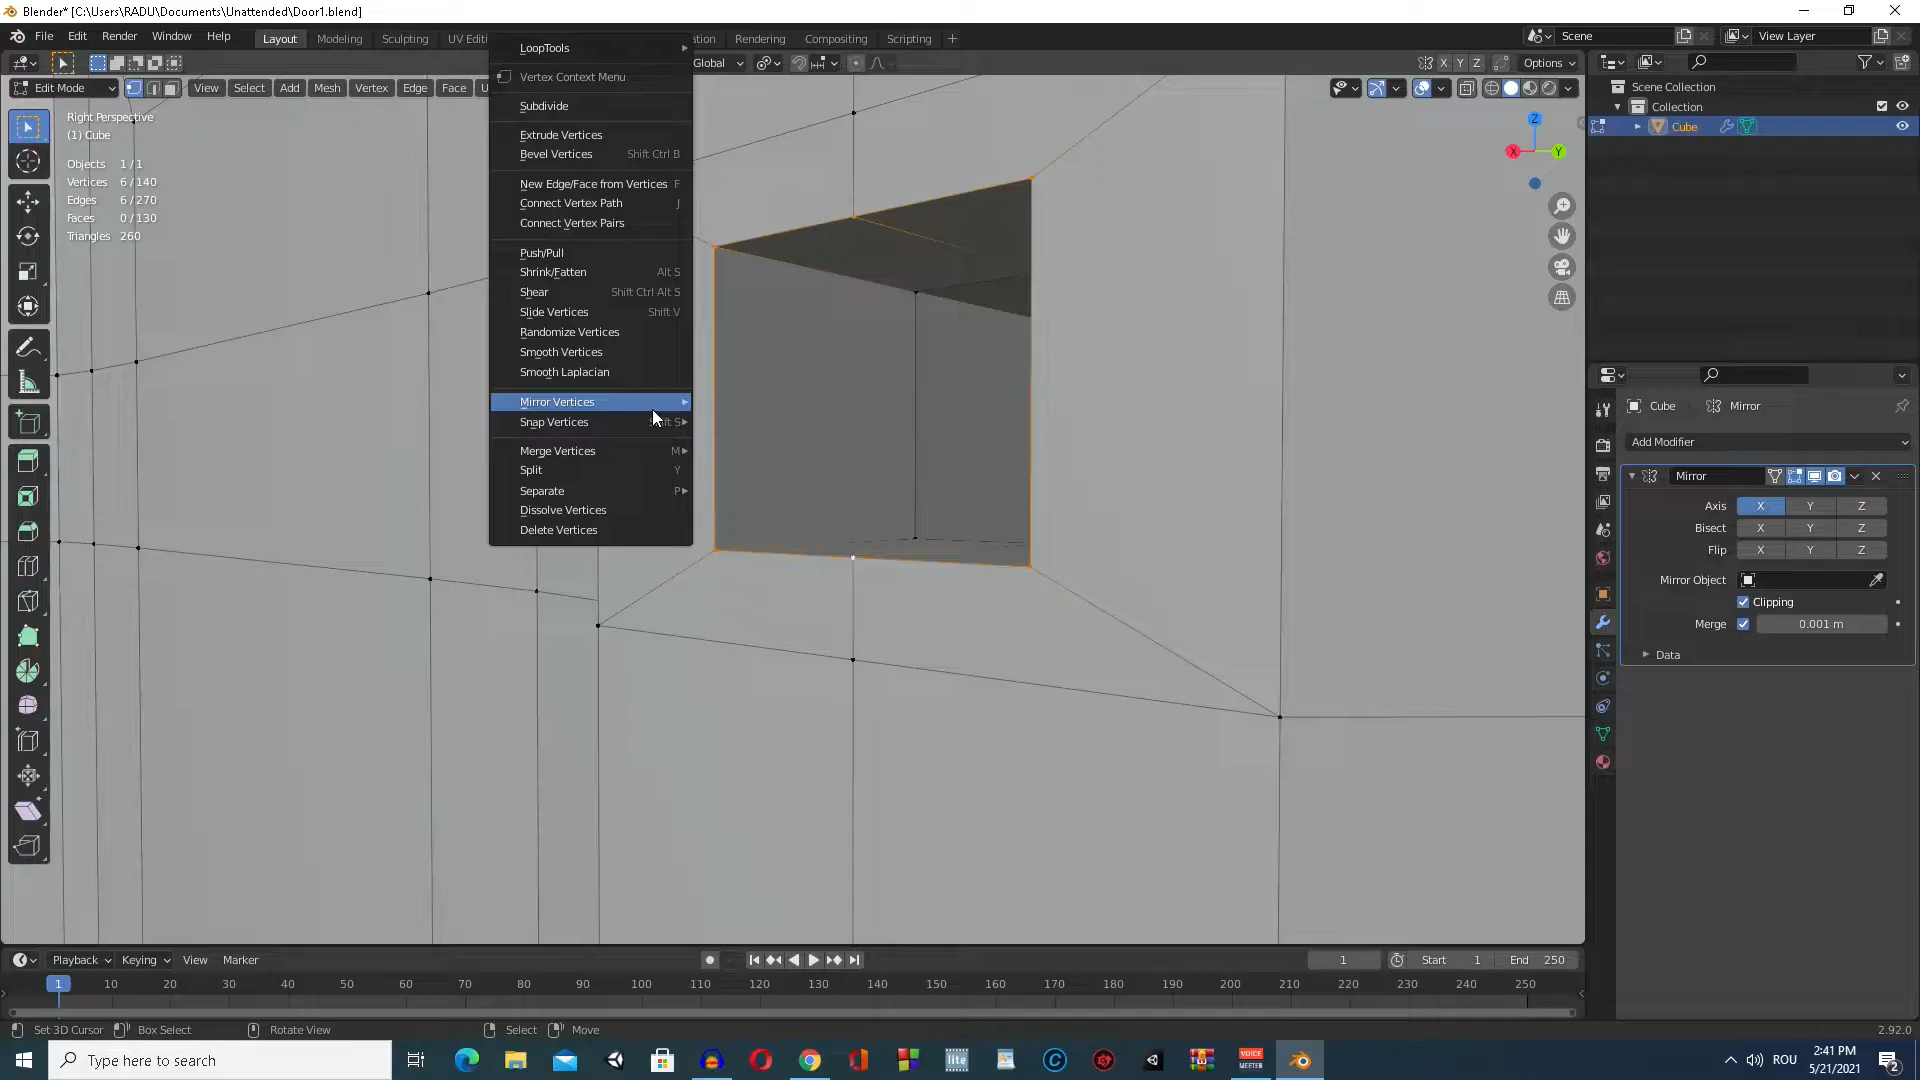 Blender* [C:\Users\RADU\Documents\Unattended\Door1.blend]
File Edit Render Window Help Layout Modeling Sculpting UV Editi Rendering Compositing Scripting Scene View Layer
Global X Y Z Options
Edit Mode View Select Add Mesh Vertex Edge Face U
Right Perspective
(1) Cube
Objects 1 / 1
Vertices 6 / 140
Edges 6 / 270
Faces 0 / 130
Triangles 260
LoopTools
Vertex Context Menu
Subdivide
Extrude Vertices
Bevel Vertices Shift Ctrl B
New Edge/Face from Vertices F
Connect Vertex Path J
Connect Vertex Pairs
Push/Pull
Shrink/Fatten Alt S
Shear Shift Ctrl Alt S
Slide Vertices Shift V
Randomize Vertices
Smooth Vertices
Smooth Laplacian
Mirror Vertices
Snap Vertices
Merge Vertices M
Split Y
Separate P
Dissolve Vertices
Delete Vertices
Z
X Y
Scene Collection
Collection
Cube
Cube Mirror
Add Modifier
Mirror
Axis X Y Z
Bisect X Y Z
Flip X Y Z
Mirror Object
Clipping
Merge 0.001 m
Data
Playback Keying View Marker 1 Start 1 End 250
1 10 20 30 40 50 60 70 80 90 100 110 120 130 140 150 160 170 180 190 200 210 220 230 240 250
Set 3D Cursor Box Select Rotate View Select Move 2.92.0
Type here to search
lite
VOICE
MEETER
ROU
2:41 PM
5/21/2021
2